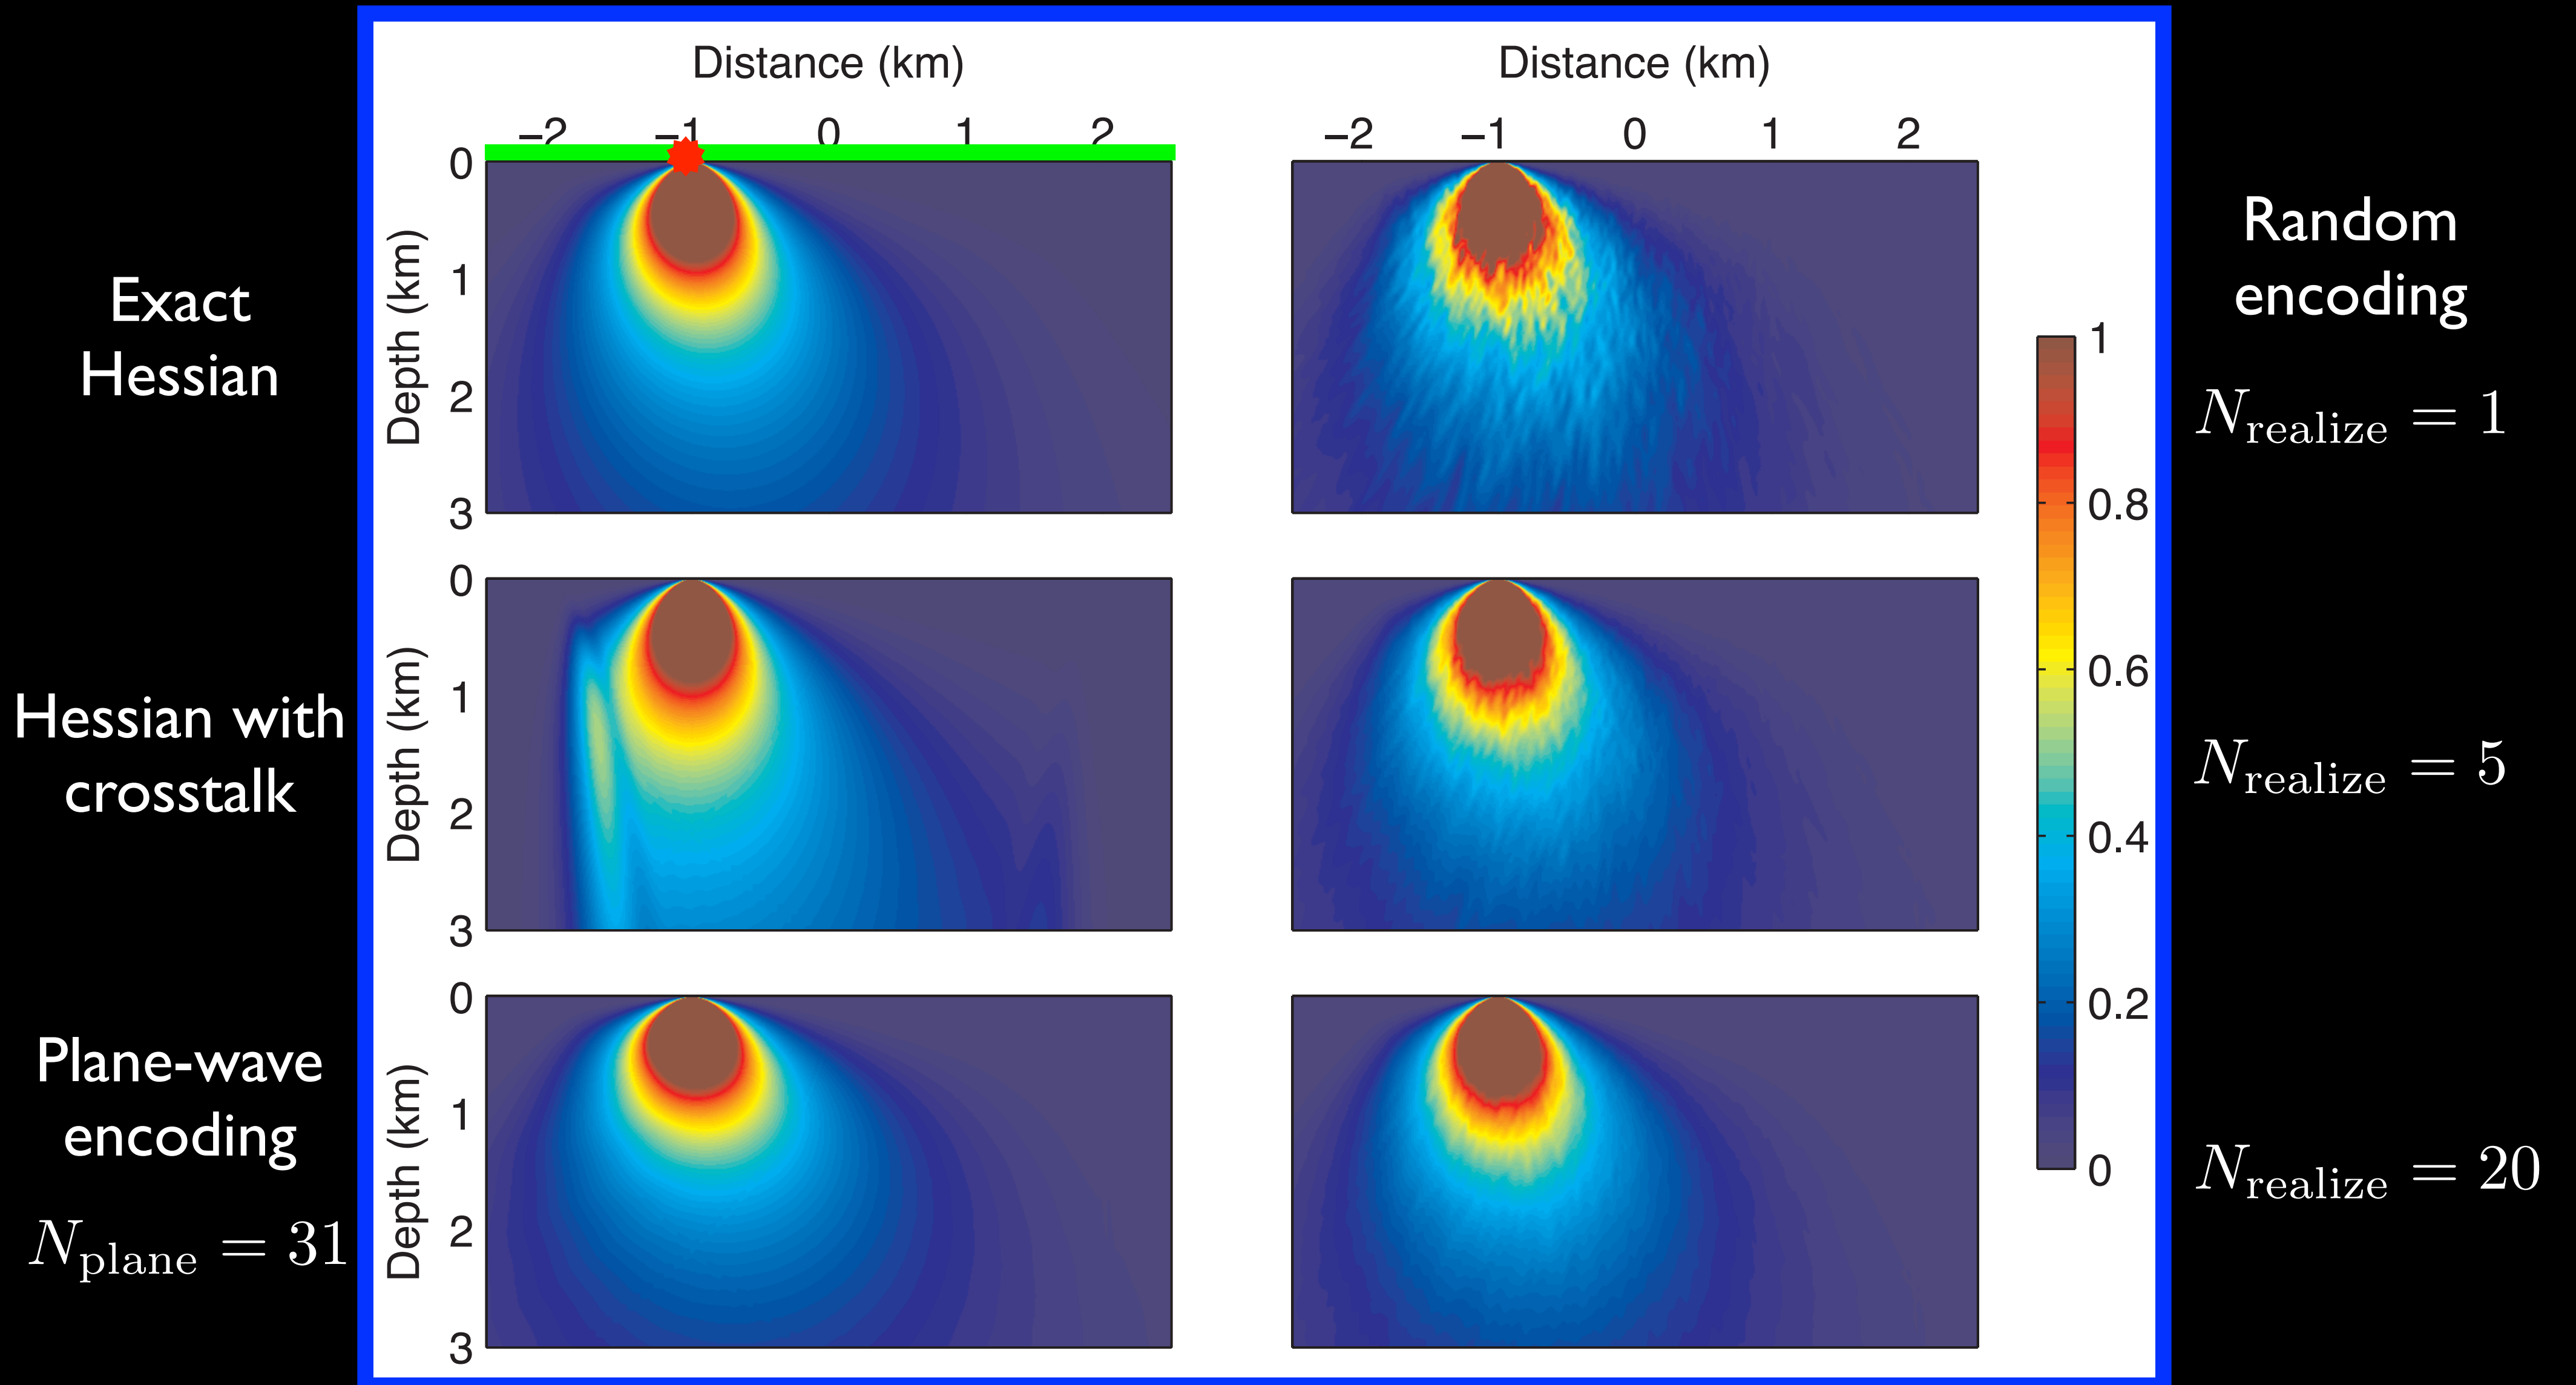 Distance (km)
Distance (km)
−2 −1 0 1 2
−2 −1 0 1 2
Exact
Hessian
Depth (km)
0
1
2
3
Random
encoding
N_realize = 1
Hessian with
crosstalk
Depth (km)
0
1
2
3
N_realize = 5
Plane-wave
encoding
N_plane = 31
Depth (km)
0
1
2
3
N_realize = 20
1
0.8
0.6
0.4
0.2
0